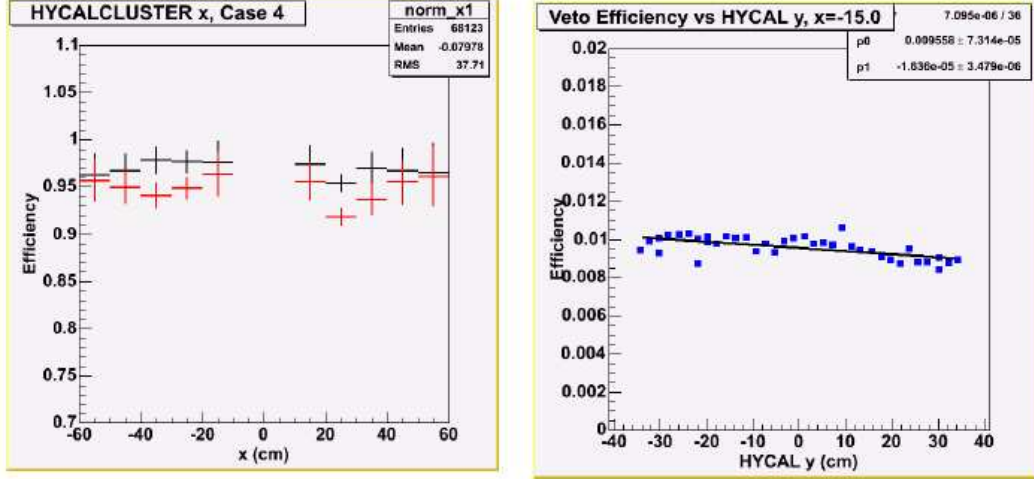 HYCALCLUSTER x, Case 4
norm_x1
Entries 68123
Mean -0.07978
RMS 37.71
1.1
1.05
1
0.95
0.9
0.85
0.8
0.75
0.7
Efficiency
-60 -40 -20 0 20 40 60
x (cm)
Veto Efficiency vs HYCAL y, x=-15.0
7.095e-06 / 36
p0 0.009558 ± 7.314e-05
p1 -1.636e-05 ± 3.479e-06
0.02
0.018
0.016
0.014
0.012
0.01
0.008
0.006
0.004
0.002
0
Efficiency
-40 -30 -20 -10 0 10 20 30 40
HYCAL y (cm)